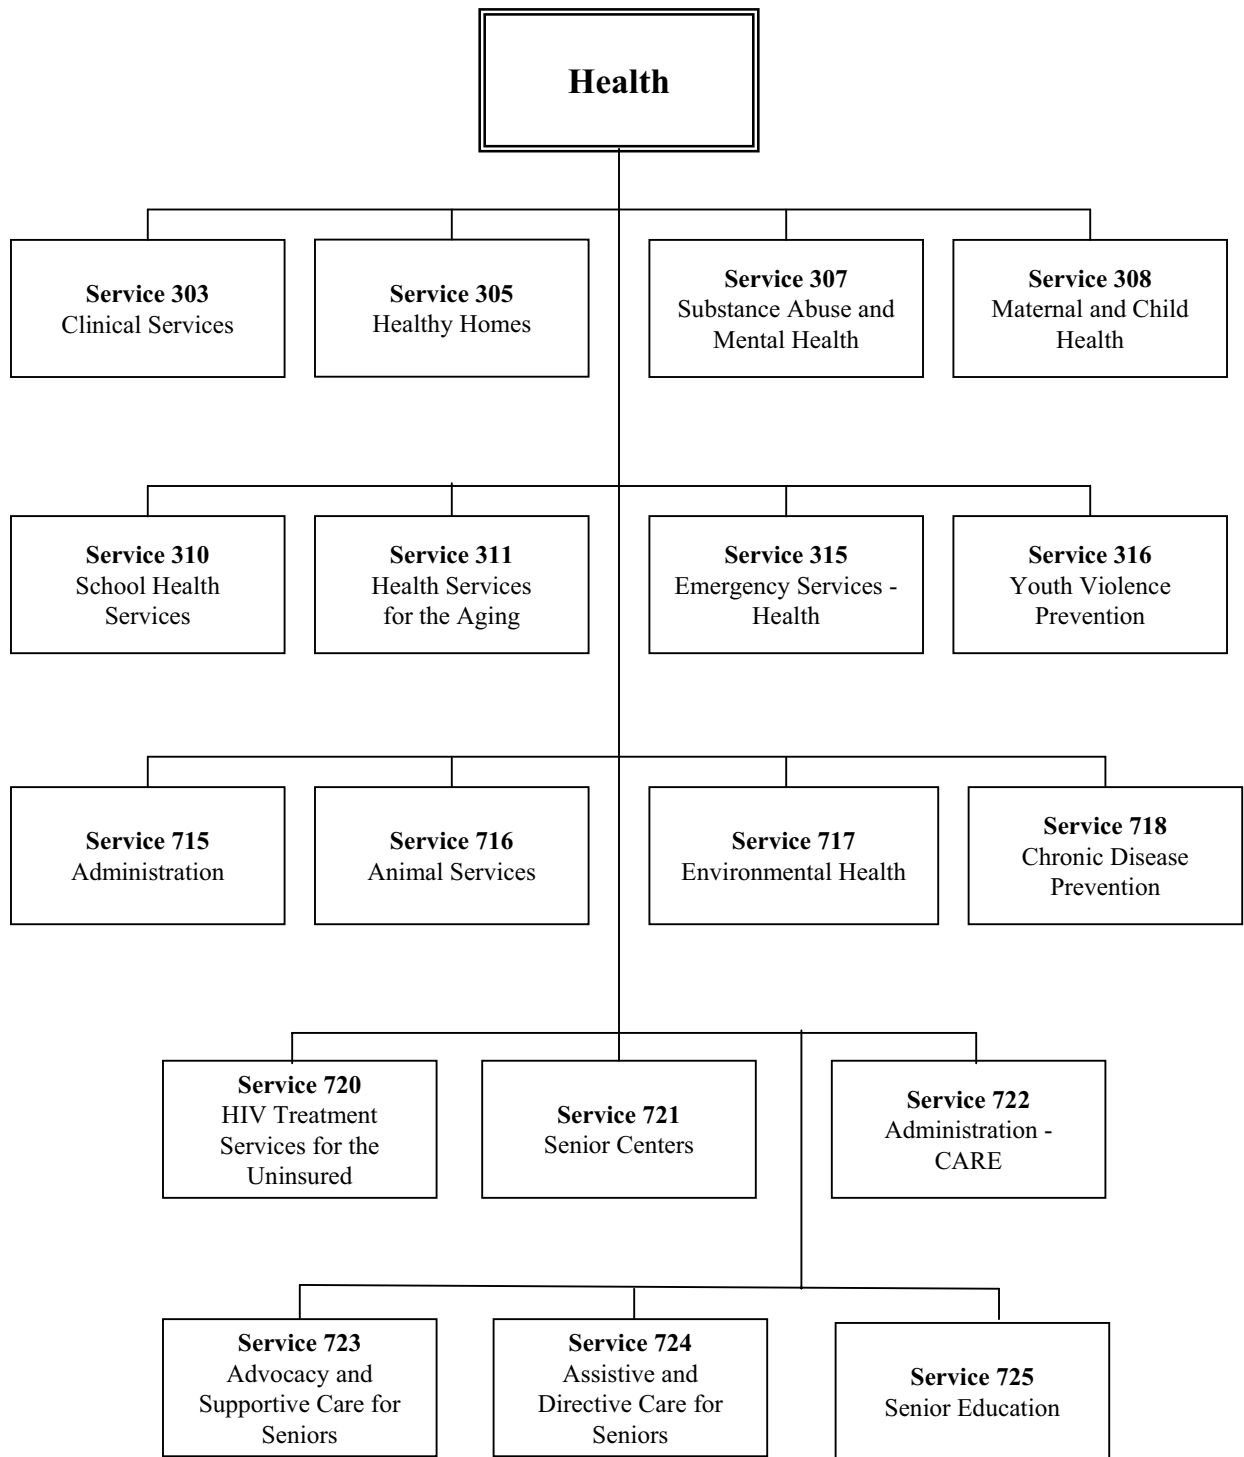 Health
Service 303
Clinical Services
Service 305
Healthy Homes
Service 307
Substance Abuse and
Mental Health
Service 308
Maternal and Child
Health
Service 310
School Health
Services
Service 311
Health Services
for the Aging
Service 315
Emergency Services -
Health
Service 316
Youth Violence
Prevention
Service 715
Administration
Service 716
Animal Services
Service 717
Environmental Health
Service 718
Chronic Disease
Prevention
Service 720
HIV Treatment
Services for the
Uninsured
Service 721
Senior Centers
Service 722
Administration -
CARE
Service 723
Advocacy and
Supportive Care for
Seniors
Service 724
Assistive and
Directive Care for
Seniors
Service 725
Senior Education